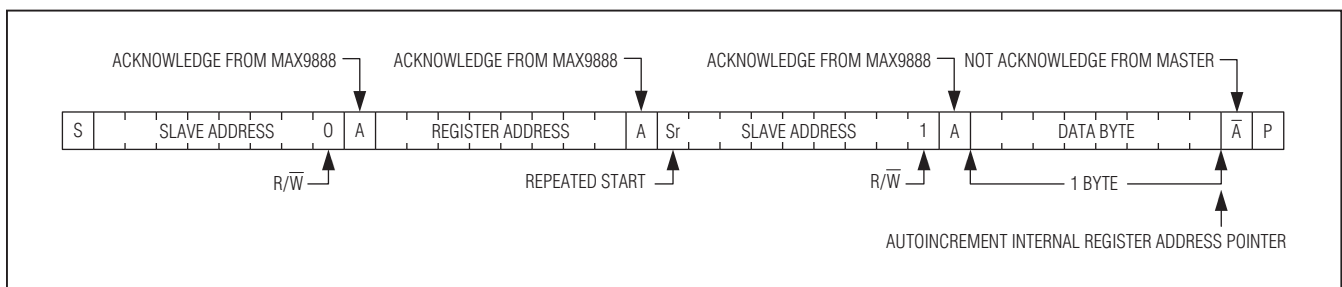 ACKNOWLEDGE FROM MAX9888 ACKNOWLEDGE FROM MAX9888 ACKNOWLEDGE FROM MAX9888 NOT ACKNOWLEDGE FROM MASTER
S SLAVE ADDRESS 0 A REGISTER ADDRESS A Sr SLAVE ADDRESS 1 A DATA BYTE A̅ P
R/W̅ REPEATED START R/W̅ 1 BYTE
AUTOINCREMENT INTERNAL REGISTER ADDRESS POINTER